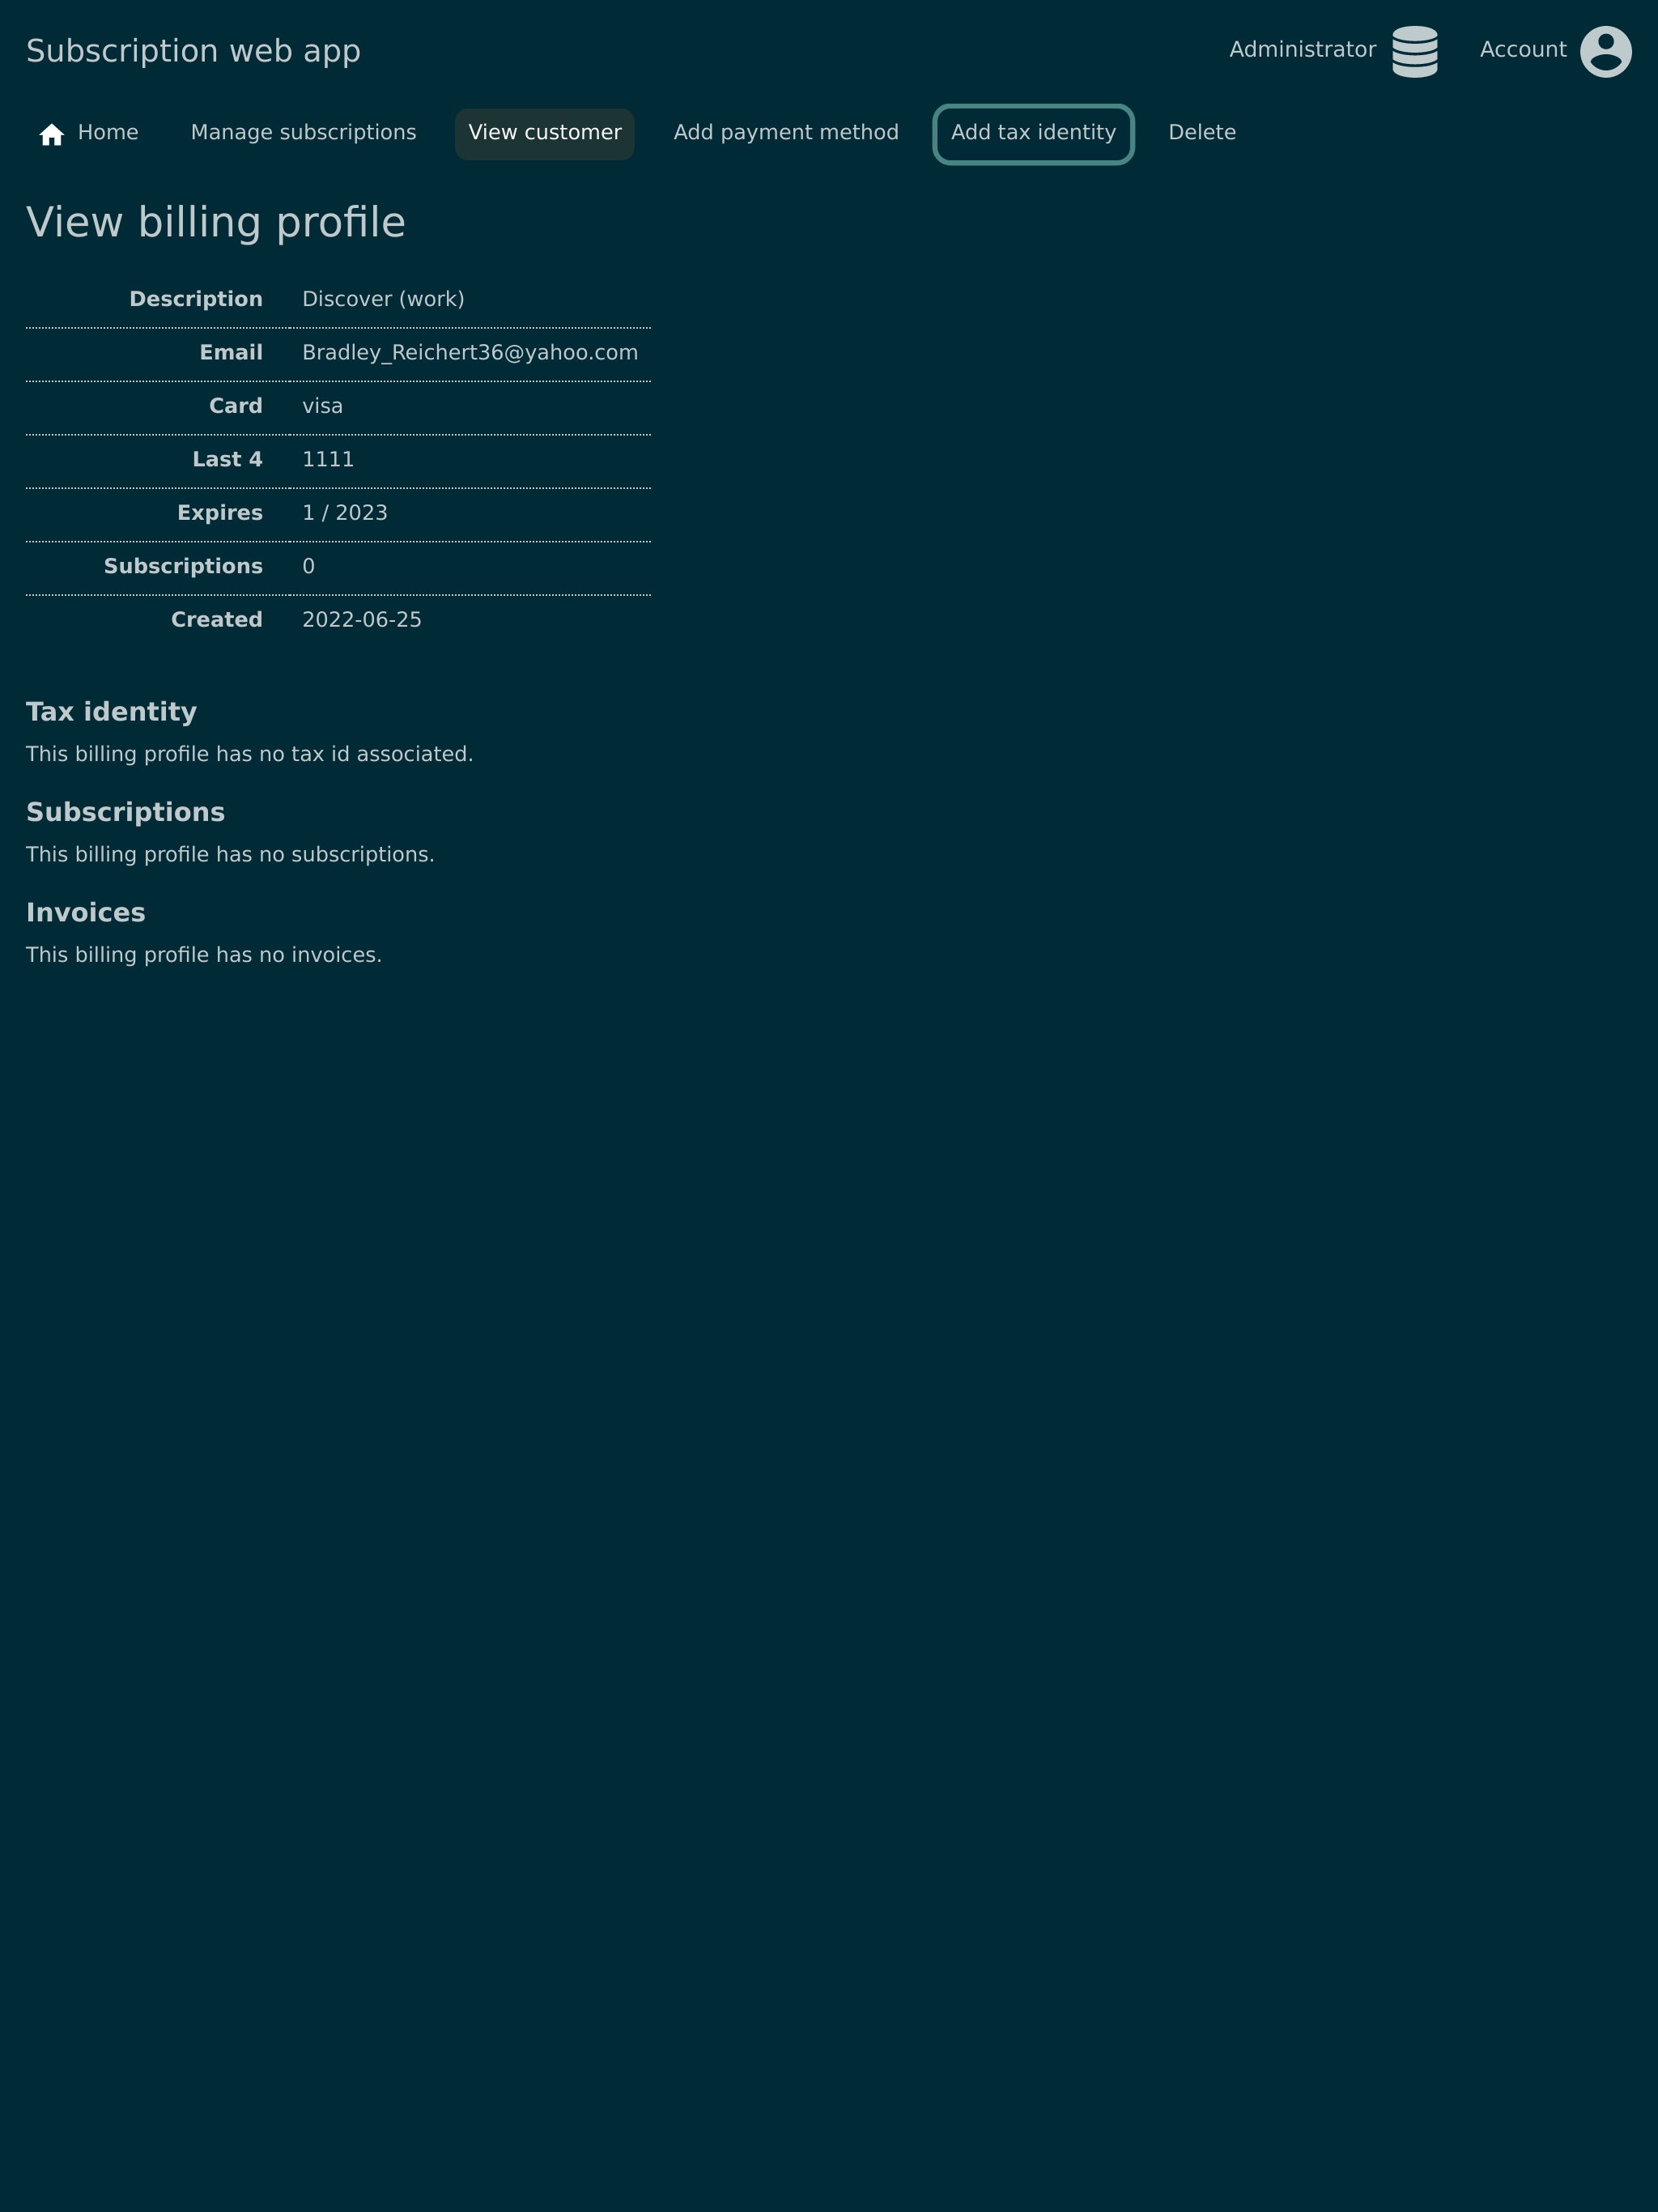 Subscription web app
Administrator
Account
Home
Manage subscriptions
View customer
Add payment method
Add tax identity
Delete
View billing profile
Description Discover (work)
Email Bradley_Reichert36@yahoo.com
Card visa
Last 4 1111
Expires 1 / 2023
Subscriptions 0
Created 2022-06-25
Tax identity
This billing profile has no tax id associated.
Subscriptions
This billing profile has no subscriptions.
Invoices
This billing profile has no invoices.